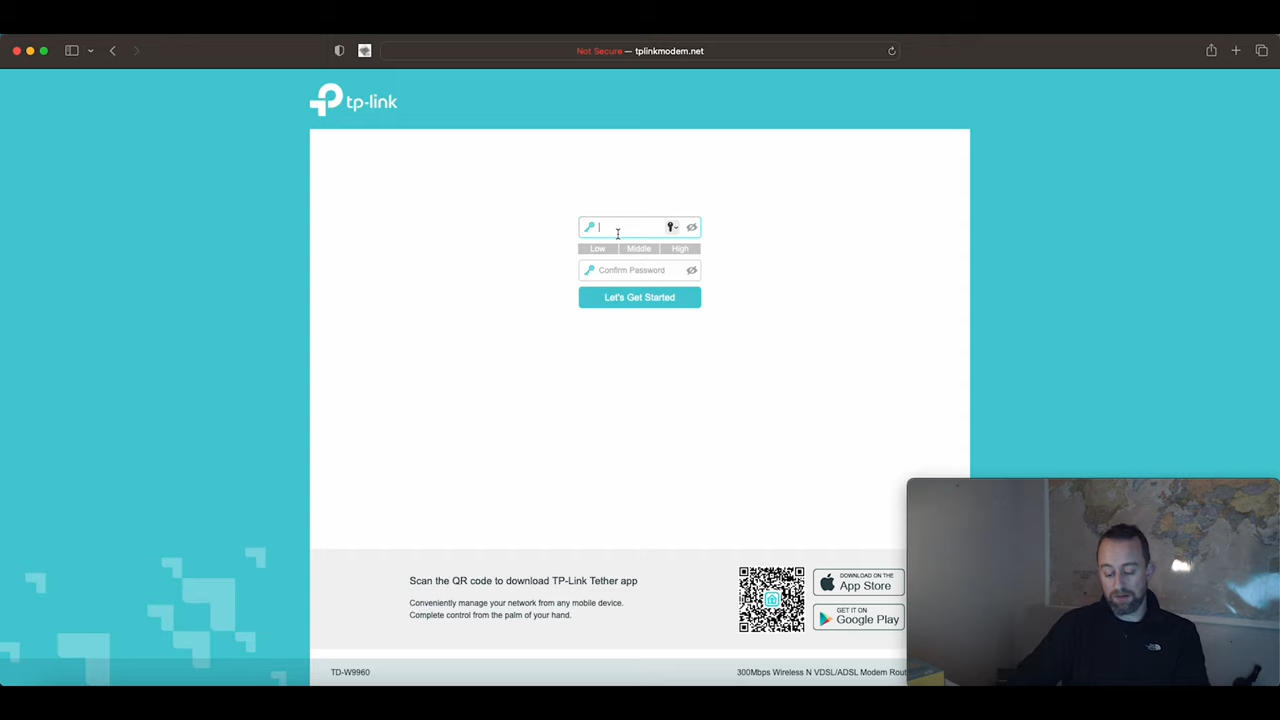 Not Secure — tplinkmodem.net
tp-link
Low Middle High
Confirm Password
Let's Get Started
Scan the QR code to download TP-Link Tether app
Conveniently manage your network from any mobile device.
Complete control from the palm of your hand.
DOWNLOAD ON THE
App Store
GET IT ON
Google Play
TD-W9960
300Mbps Wireless N VDSL/ADSL Modem Rout